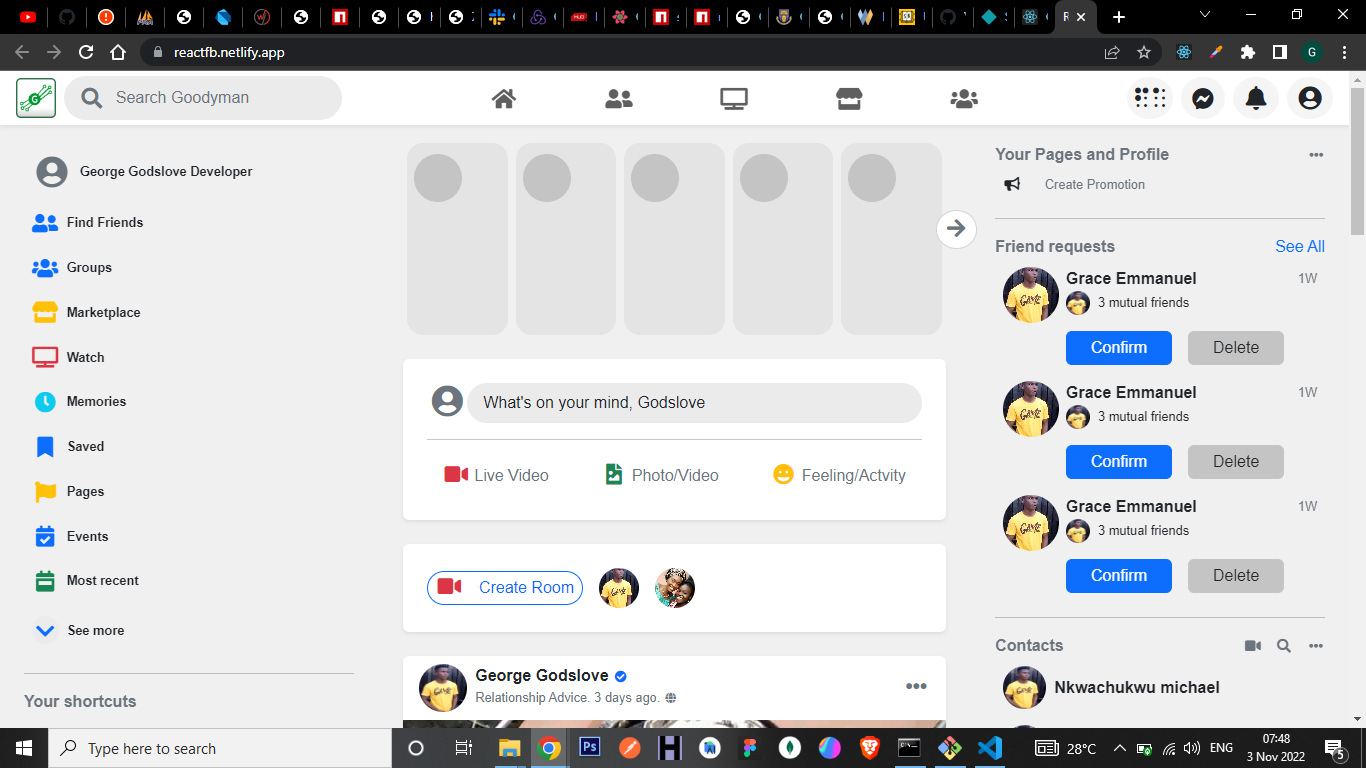 reactfb.netlify.app
G
G
Search Goodyman
George Godslove Developer
Find Friends
Groups
Marketplace
Watch
Memories
Saved
Pages
Events
Most recent
See more
Your shortcuts
What's on your mind, Godslove
Live Video
Photo/Video
Feeling/Actvity
Create Room
George Godslove
Relationship Advice. 3 days ago.
Your Pages and Profile
Create Promotion
Friend requests
See All
Grace Emmanuel
1W
3 mutual friends
Confirm
Delete
Grace Emmanuel
1W
3 mutual friends
Confirm
Delete
Grace Emmanuel
1W
3 mutual friends
Confirm
Delete
Contacts
Nkwachukwu michael
Type here to search
Ps
28°C
ENG
07:48
3 Nov 2022
5